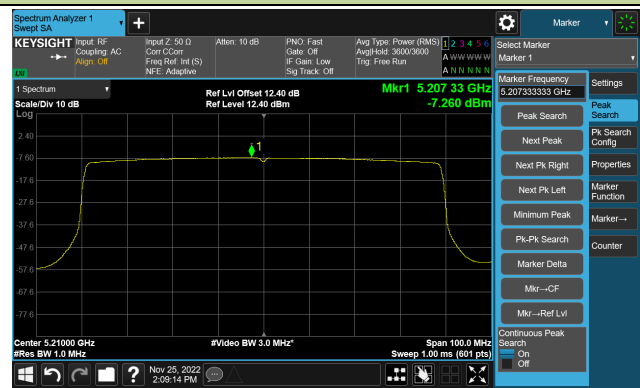 Spectrum Analyzer 1
Swept SA
+
Marker
KEYSIGHT
Input: RF
Coupling: AC
Align: Off
Input Z: 50 Ω
Corr CCorr
Freq Ref: Int (S)
NFE: Adaptive
Atten: 10 dB
PNO: Fast
Gate: Off
IF Gain: Low
Sig Track: Off
Avg Type: Power (RMS)
Avg|Hold: 3600/3600
Trig: Free Run
1 2 3 4 5 6
A W W W W W
A N N N N N
LXI
Select Marker
Marker 1
1 Spectrum
Scale/Div 10 dB
Log
Ref Lvl Offset 12.40 dB
Ref Level 12.40 dBm
Mkr1 5.207 33 GHz
-7.260 dBm
2.40
-7.60
-17.6
-27.6
-37.6
-47.6
-57.6
-67.6
-77.6
1
Center 5.21000 GHz
#Res BW 1.0 MHz
#Video BW 3.0 MHz*
Span 100.0 MHz
Sweep 1.00 ms (601 pts)
Marker Frequency
5.207333333 GHz
Peak Search
Next Peak
Next Pk Right
Next Pk Left
Minimum Peak
Pk-Pk Search
Marker Delta
Mkr→CF
Mkr→Ref Lvl
Continuous Peak
Search
On
Off
Settings
Peak
Search
Pk Search
Config
Properties
Marker
Function
Marker→
Counter
?
Nov 25, 2022
2:09:14 PM